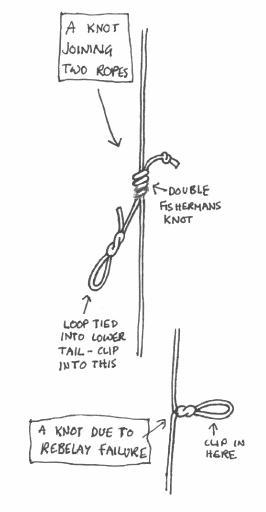 A KNOT
JOINING
TWO ROPES
DOUBLE
FISHERMANS
KNOT
LOOP TIED
INTO LOWER
TAIL - CLIP
INTO THIS
A KNOT DUE TO
REBELAY FAILURE
CLIP IN
HERE